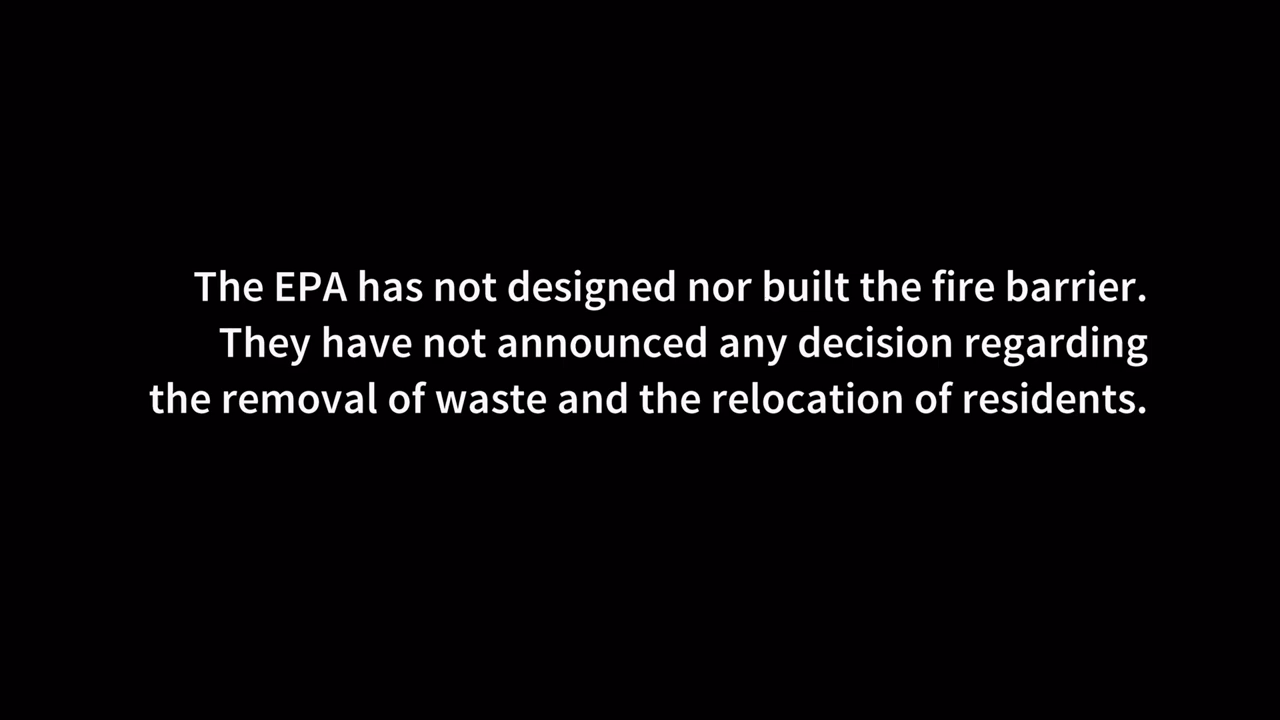 The EPA has not designed nor built the fire barrier.
They have not announced any decision regarding
the removal of waste and the relocation of residents.